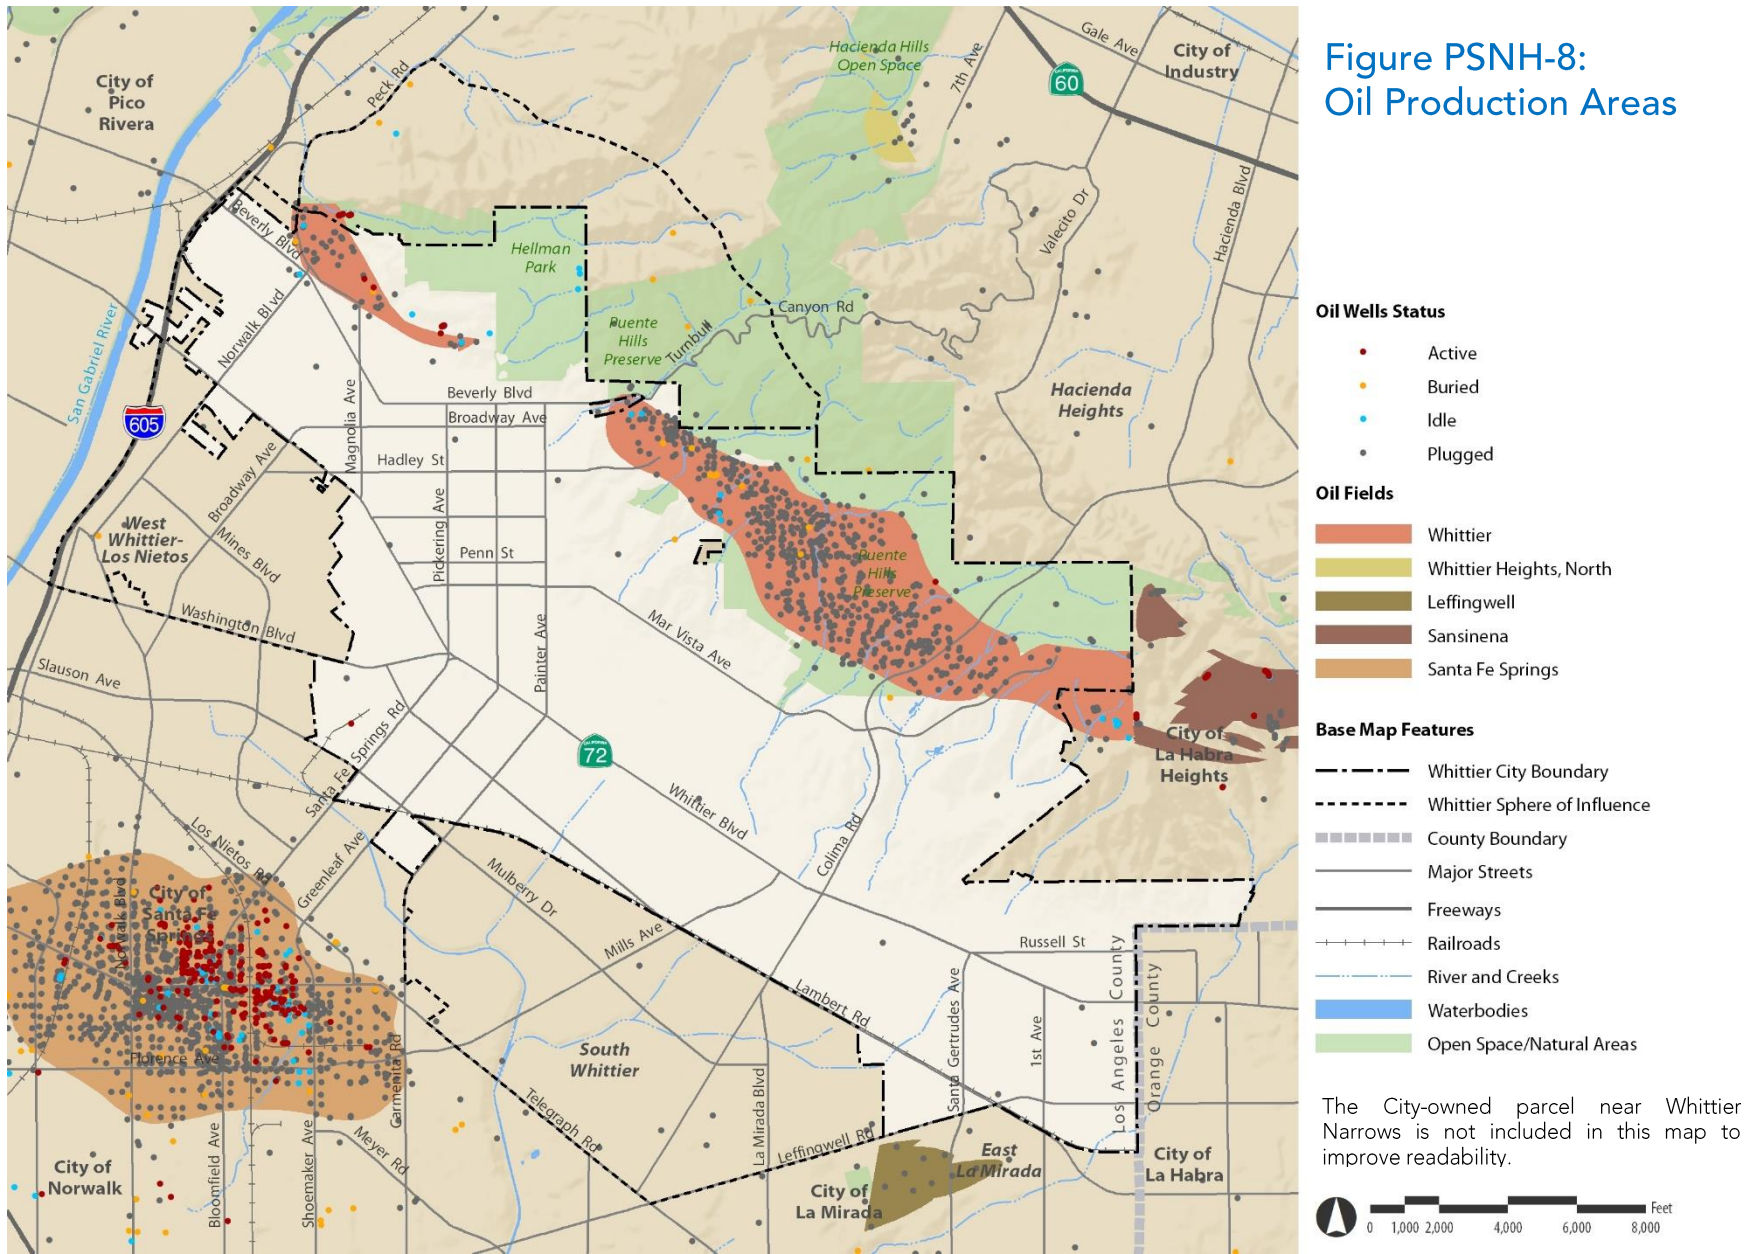 Figure PSNH-8:
Oil Production Areas
Oil Wells Status
Active
Buried
Idle
Plugged
Oil Fields
Whittier
Whittier Heights, North
Leffingwell
Sansinena
Santa Fe Springs
Base Map Features
Whittier City Boundary
Whittier Sphere of Influence
County Boundary
Major Streets
Freeways
Railroads
River and Creeks
Waterbodies
Open Space/Natural Areas
The City-owned parcel near Whittier
Narrows is not included in this map to
improve readability.
0 1,000 2,000 4,000 6,000 8,000 Feet
City of
Pico
Rivera
Peck Rd
Hacienda Hills
Open Space
7th Ave
Gale Ave
City of
Industry
CALIFORNIA
60
Beverly Blvd
Hellman
Park
Valecito Dr
Hacienda Blvd
San Gabriel River
Norwalk Blvd
Puente
Hills
Preserve
Turnbull
Canyon Rd
605
Magnolia Ave
Beverly Blvd
Broadway Ave
Hacienda
Heights
Hadley St
Broadway Ave
West
Whittier-
Los Nietos
Mines Blvd
Pickering Ave
Penn St
Puente
Hills
Preserve
Washington Blvd
Painter Ave
Mar Vista Ave
Slauson Ave
Santa Fe Springs Rd
CALIFORNIA
72
City of
La Habra
Heights
Whittier Blvd
Colima Rd
Los Nietos Rd
Greenleaf Ave
Mulberry Dr
City of
Santa Fe
Springs
Norwalk Blvd
Mills Ave
Russell St
Lambert Rd
Santa Gertrudes Ave
1st Ave
Los Angeles County
Orange County
Florence Ave
Carmenita Rd
South
Whittier
La Mirada Blvd
Telegraph Rd
Leffingwell Rd
Meyer Rd
City of
Norwalk
Bloomfield Ave
Shoemaker Ave
East
La Mirada
City of
La Mirada
City of
La Habra